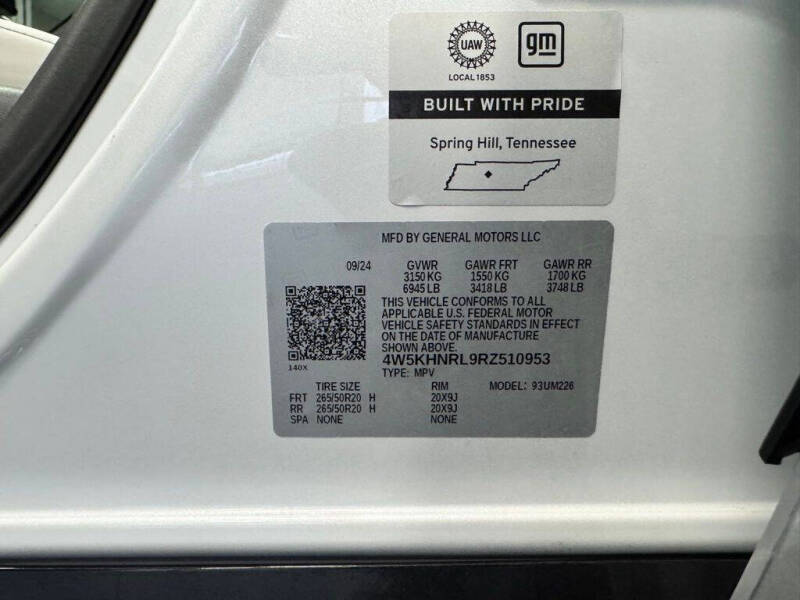 UAW
gm
LOCAL 1853
BUILT WITH PRIDE
Spring Hill, Tennessee
MFD BY GENERAL MOTORS LLC
09/24 GVWR GAWR FRT GAWR RR
3150 KG 1550 KG 1700 KG
6945 LB 3418 LB 3748 LB
THIS VEHICLE CONFORMS TO ALL
APPLICABLE U.S. FEDERAL MOTOR
VEHICLE SAFETY STANDARDS IN EFFECT
ON THE DATE OF MANUFACTURE
SHOWN ABOVE.
4W5KHNRL9RZ510953
140X
TYPE: MPV
TIRE SIZE RIM MODEL: 93UM226
FRT 265/50R20 H 20X9J
RR 265/50R20 H 20X9J
SPA NONE NONE